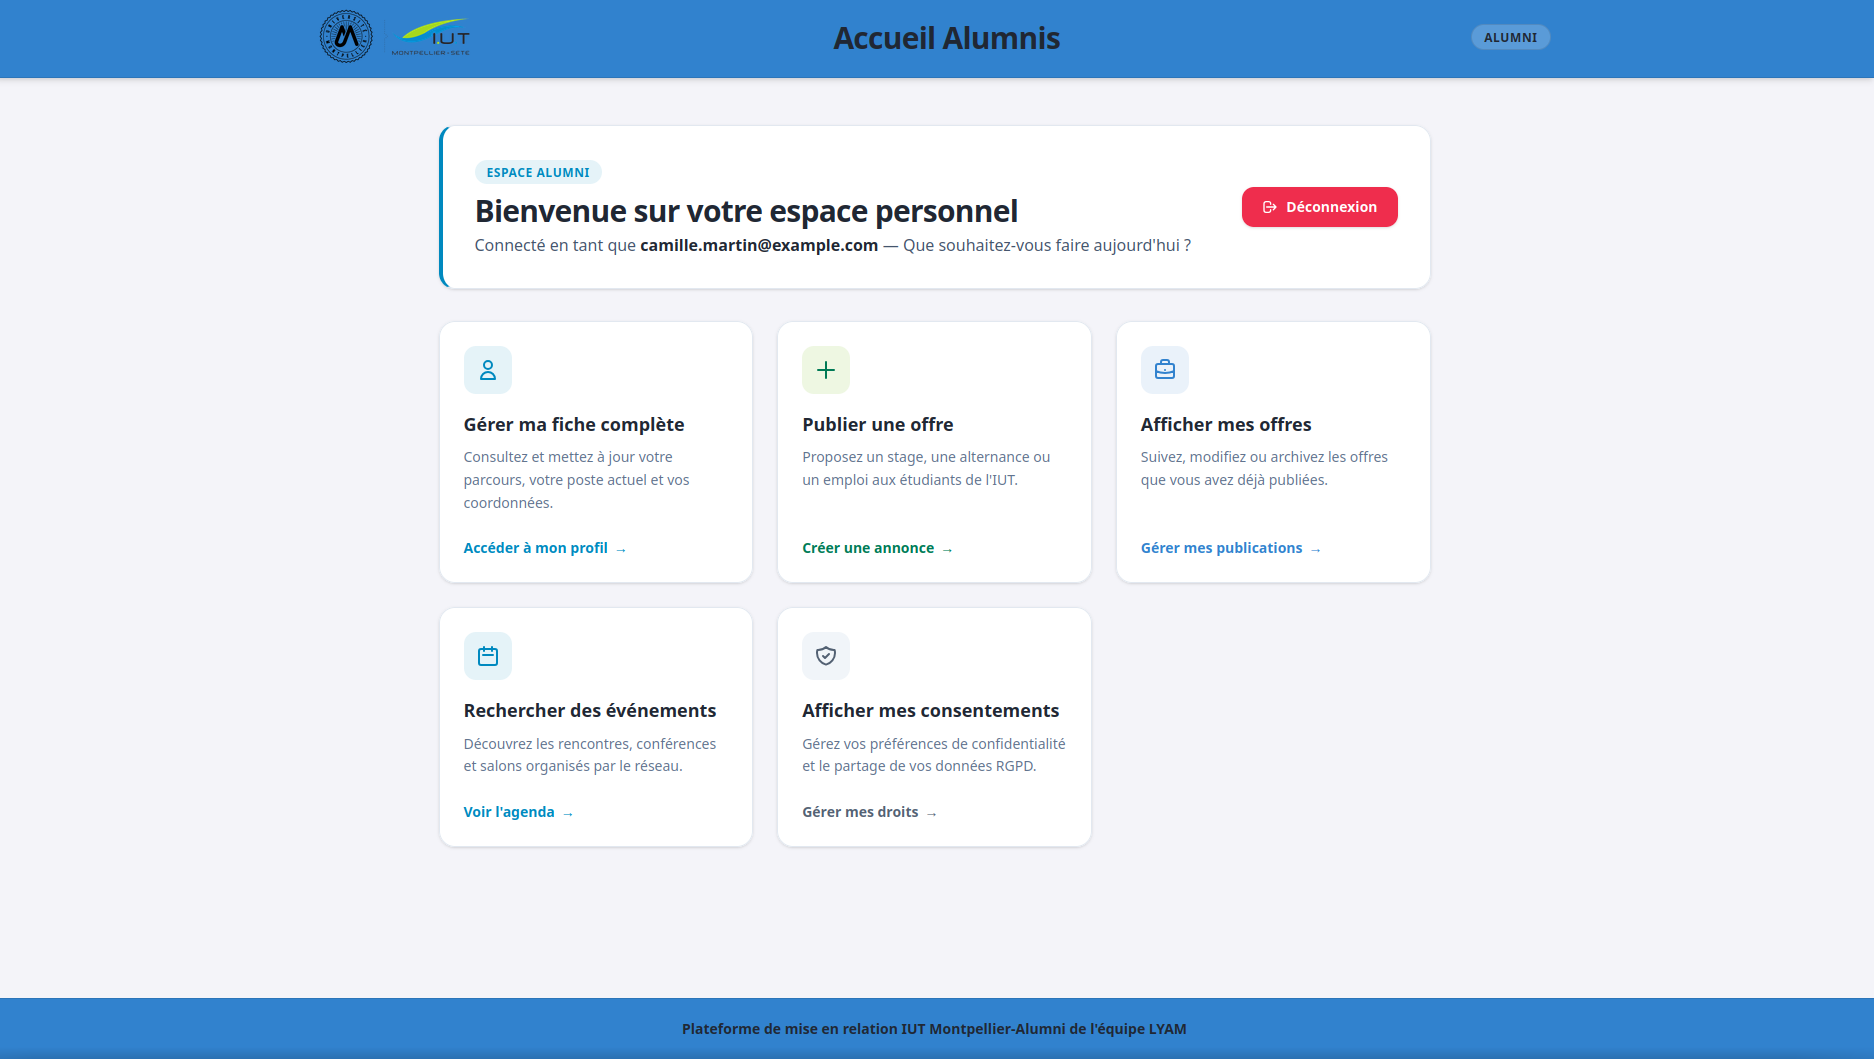 IUT
MONTPELLIER-SÈTE
Accueil Alumnis
ALUMNI
ESPACE ALUMNI
Bienvenue sur votre espace personnel
Connecté en tant que camille.martin@example.com — Que souhaitez-vous faire aujourd'hui ?
Déconnexion
Gérer ma fiche complète
Consultez et mettez à jour votre
parcours, votre poste actuel et vos
coordonnées.
Accéder à mon profil →
Publier une offre
Proposez un stage, une alternance ou
un emploi aux étudiants de l'IUT.
Créer une annonce →
Afficher mes offres
Suivez, modifiez ou archivez les offres
que vous avez déjà publiées.
Gérer mes publications →
Rechercher des événements
Découvrez les rencontres, conférences
et salons organisés par le réseau.
Voir l'agenda →
Afficher mes consentements
Gérez vos préférences de confidentialité
et le partage de vos données RGPD.
Gérer mes droits →
Plateforme de mise en relation IUT Montpellier-Alumni de l'équipe LYAM